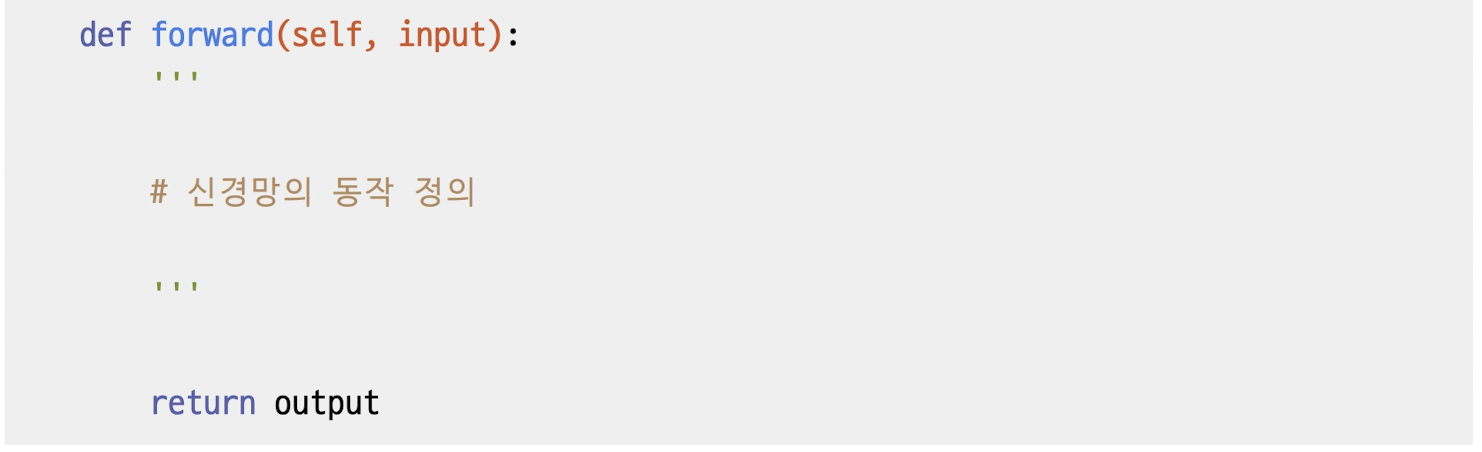 def forward(self, input):
'''
# 신경망의 동작 정의
'''
return output